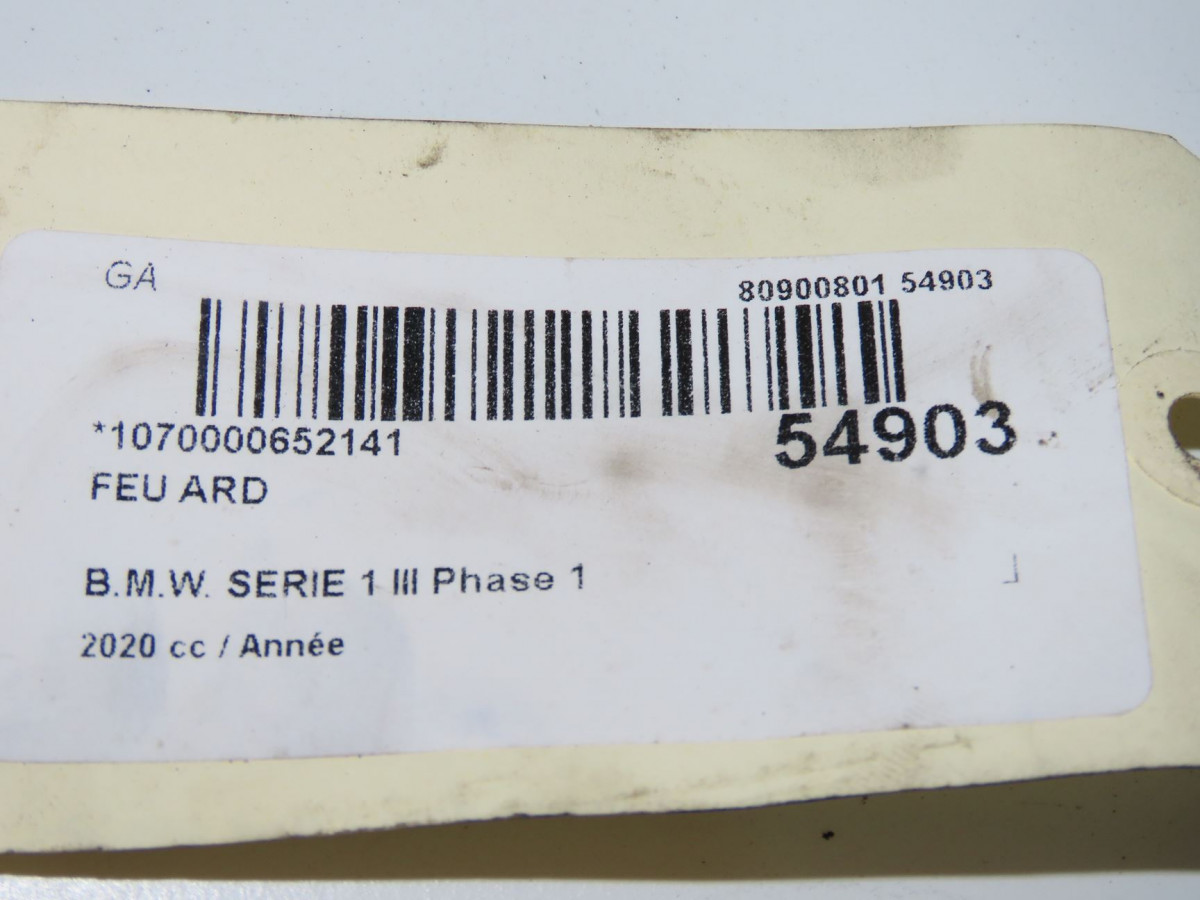 GA
80900801 54903
*1070000652141
54903
FEU ARD
B.M.W. SERIE 1 III Phase 1
2020 cc / Année